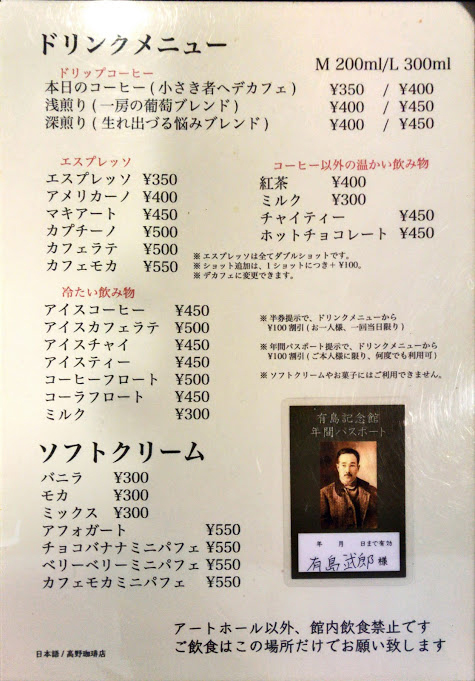 ドリンクメニュー
M 200ml/L 300ml
ドリップコーヒー
本日のコーヒー(小さき者へデカフェ) ¥350 / ¥400
浅煎り(一房の葡萄ブレンド) ¥400 / ¥450
深煎り(生れ出づる悩みブレンド) ¥400 / ¥450
エスプレッソ
エスプレッソ ¥350
アメリカーノ ¥400
マキアート ¥450
カプチーノ ¥500
カフェラテ ¥500
カフェモカ ¥550
コーヒー以外の温かい飲み物
紅茶 ¥400
ミルク ¥300
チャイティー ¥450
ホットチョコレート ¥450
※ エスプレッソは全てダブルショットです。
※ ショット追加は、1ショットにつき+¥100。
※ デカフェに変更できます。
冷たい飲み物
アイスコーヒー ¥450
アイスカフェラテ ¥500
アイスチャイ ¥450
アイスティー ¥450
コーヒーフロート ¥500
コーラフロート ¥450
ミルク ¥300
※ 半券提示で、ドリンクメニューから
¥100割引(お一人様、一回当日限り)
※ 年間パスポート提示で、ドリンクメニューから
¥100割引(ご本人様に限り、何度でも利用可)
※ ソフトクリームやお菓子にはご利用できません。
ソフトクリーム
バニラ ¥300
モカ ¥300
ミックス ¥300
アフォガート ¥550
チョコバナナミニパフェ ¥550
ベリーベリーミニパフェ ¥550
カフェモカミニパフェ ¥550
有島記念館
年間パスポート
年 月 日まで有効
有島武郎 様
アートホール以外、館内飲食禁止です
ご飲食はこの場所だけでお願い致します
日本語/高野珈琲店